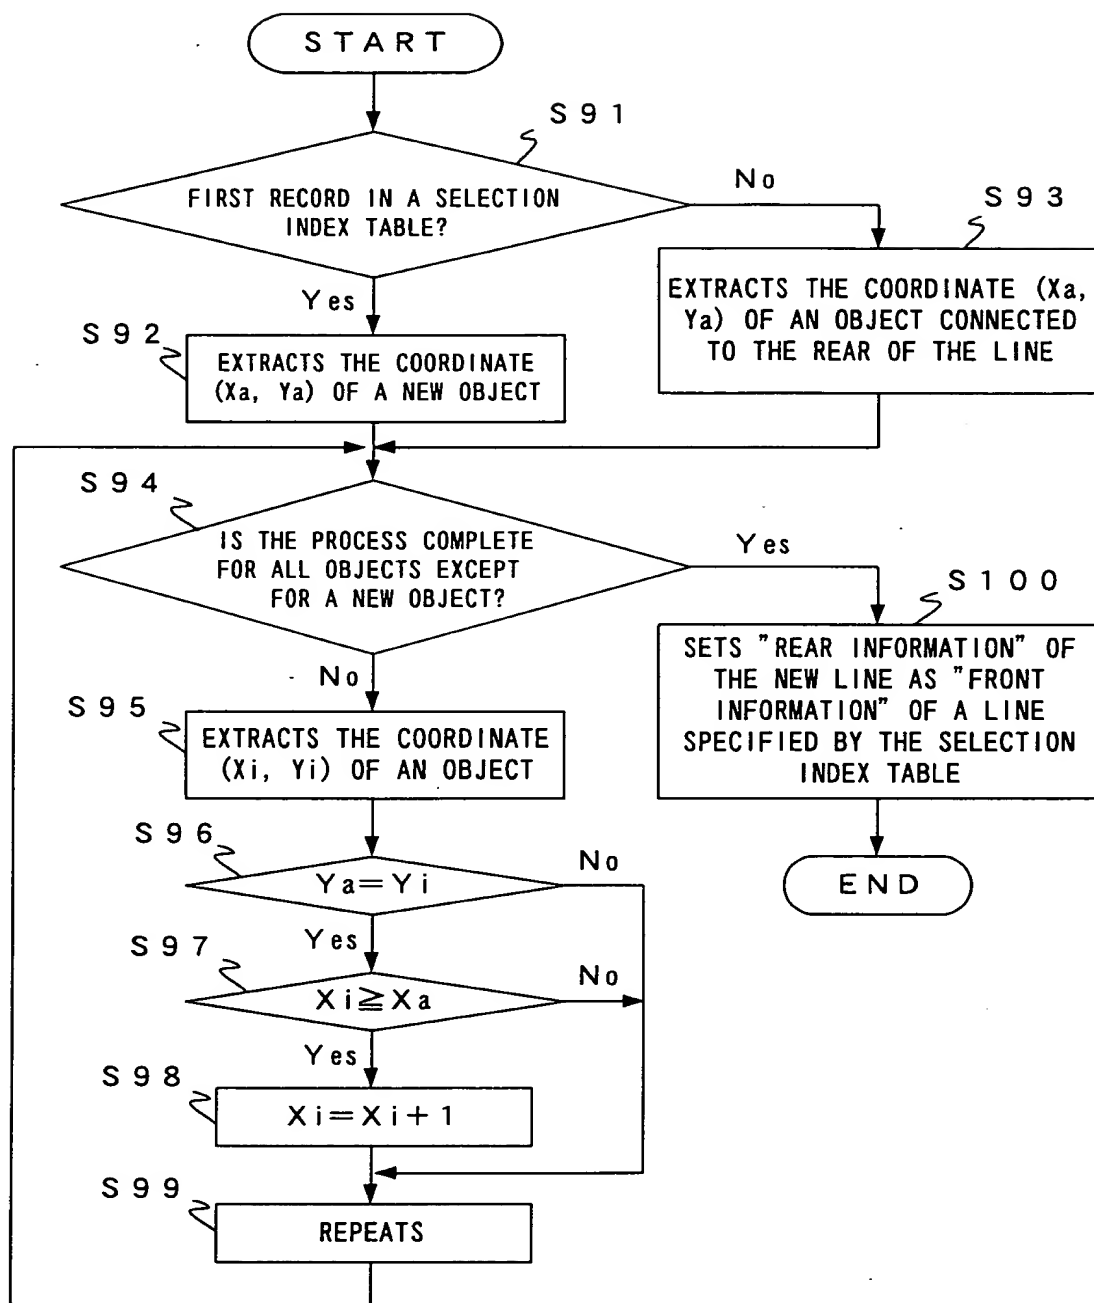 START
S91
FIRST RECORD IN A SELECTION
INDEX TABLE?
No
S93
Yes
EXTRACTS THE COORDINATE (Xa,
Ya) OF AN OBJECT CONNECTED
TO THE REAR OF THE LINE
S92
EXTRACTS THE COORDINATE
(Xa, Ya) OF A NEW OBJECT
S94
IS THE PROCESS COMPLETE
FOR ALL OBJECTS EXCEPT
FOR A NEW OBJECT?
Yes
S100
SETS "REAR INFORMATION" OF
THE NEW LINE AS "FRONT
INFORMATION" OF A LINE
SPECIFIED BY THE SELECTION
INDEX TABLE
No
S95
EXTRACTS THE COORDINATE
(Xi, Yi) OF AN OBJECT
S96
Ya=Yi
No
END
Yes
S97
Xi≧Xa
No
Yes
S98
Xi=Xi+1
S99
REPEATS